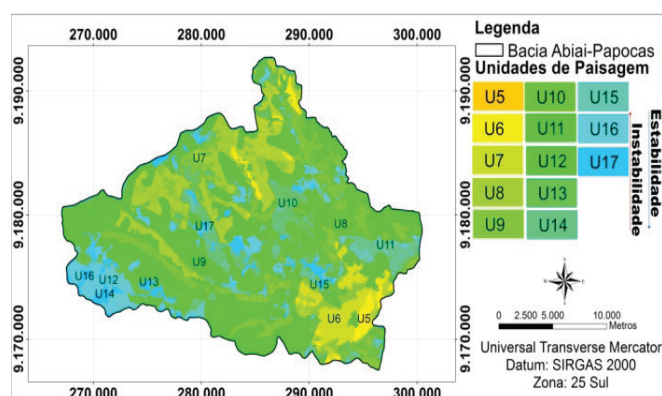 270.000 280.000 290.000 300.000
9.190.000
9.180.000
9.170.000
U7
U10
U8
U17
U11
U9
U16
U12
U13
U14
U15
U6
U5
270.000 280.000 290.000 300.000
9.190.000
9.180.000
9.170.000
Legenda
Bacia Abiai-Papocas
Unidades de Paisagem
U5 U10 U15
U6 U11 U16
U7 U12 U17
U8 U13
U9 U14
Instabilidade
Estabilidade
N
0 2.500 5.000 10.000
Metros
Universal Transverse Mercator
Datum: SIRGAS 2000
Zona: 25 Sul